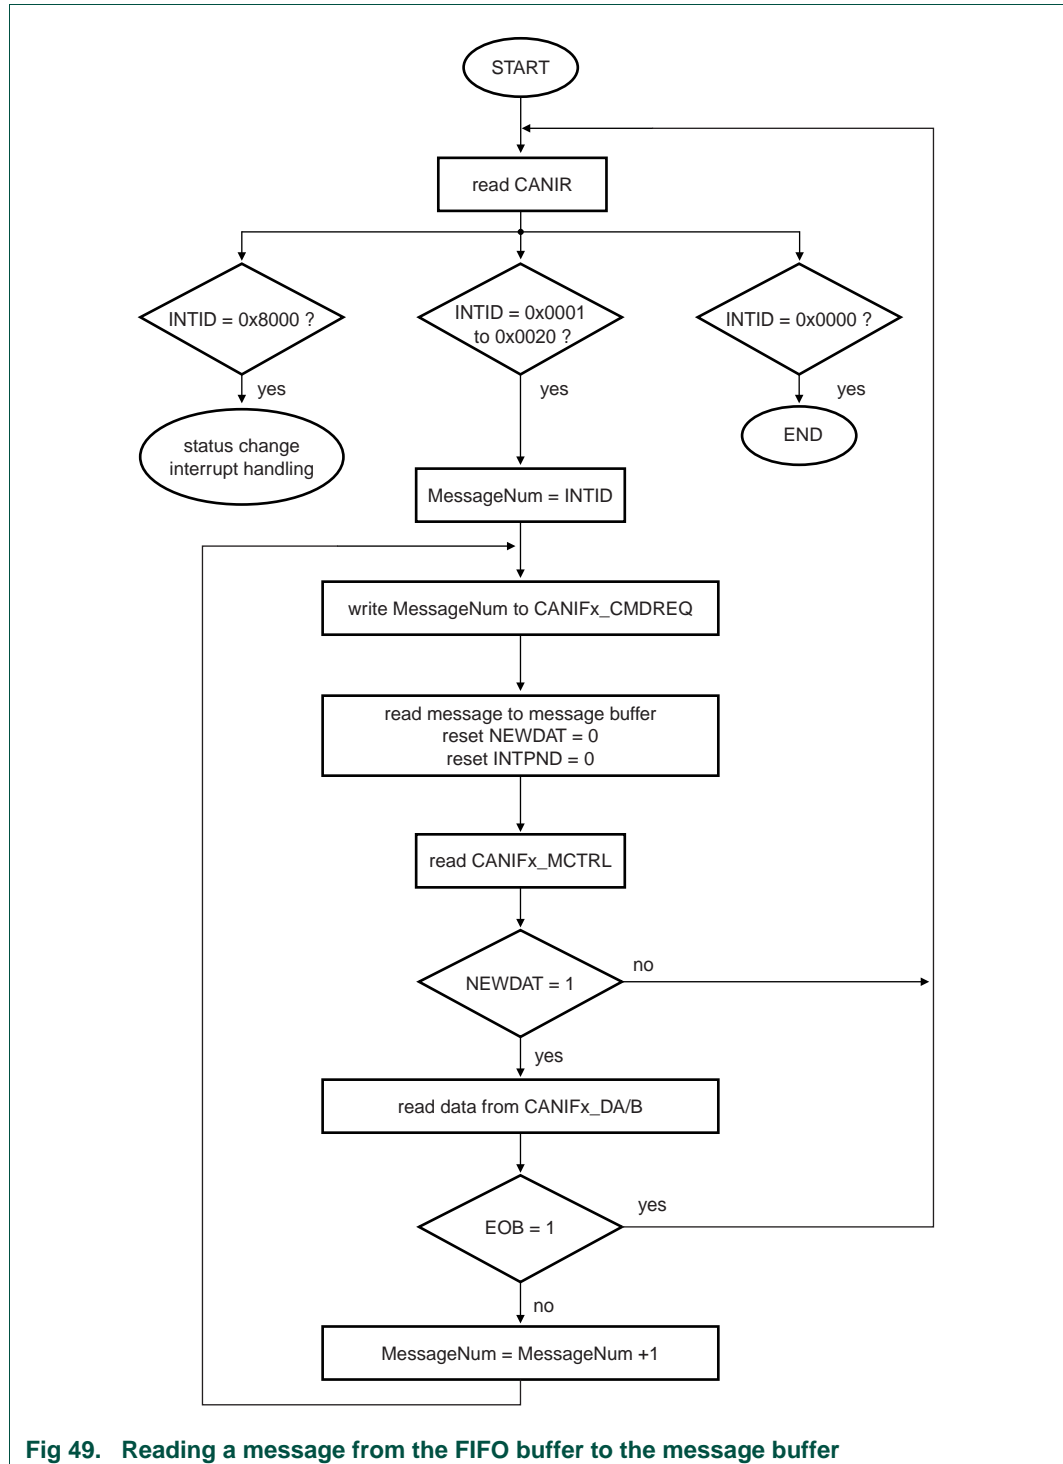 START
read CANIR
INTID = 0x8000 ?
INTID = 0x0001
to 0x0020 ?
INTID = 0x0000 ?
yes
yes
yes
status change
interrupt handling
END
MessageNum = INTID
write MessageNum to CANIFx_CMDREQ
read message to message buffer
reset NEWDAT = 0
reset INTPND = 0
read CANIFx_MCTRL
NEWDAT = 1
no
yes
read data from CANIFx_DA/B
EOB = 1
yes
no
MessageNum = MessageNum +1
Fig 49. Reading a message from the FIFO buffer to the message buffer